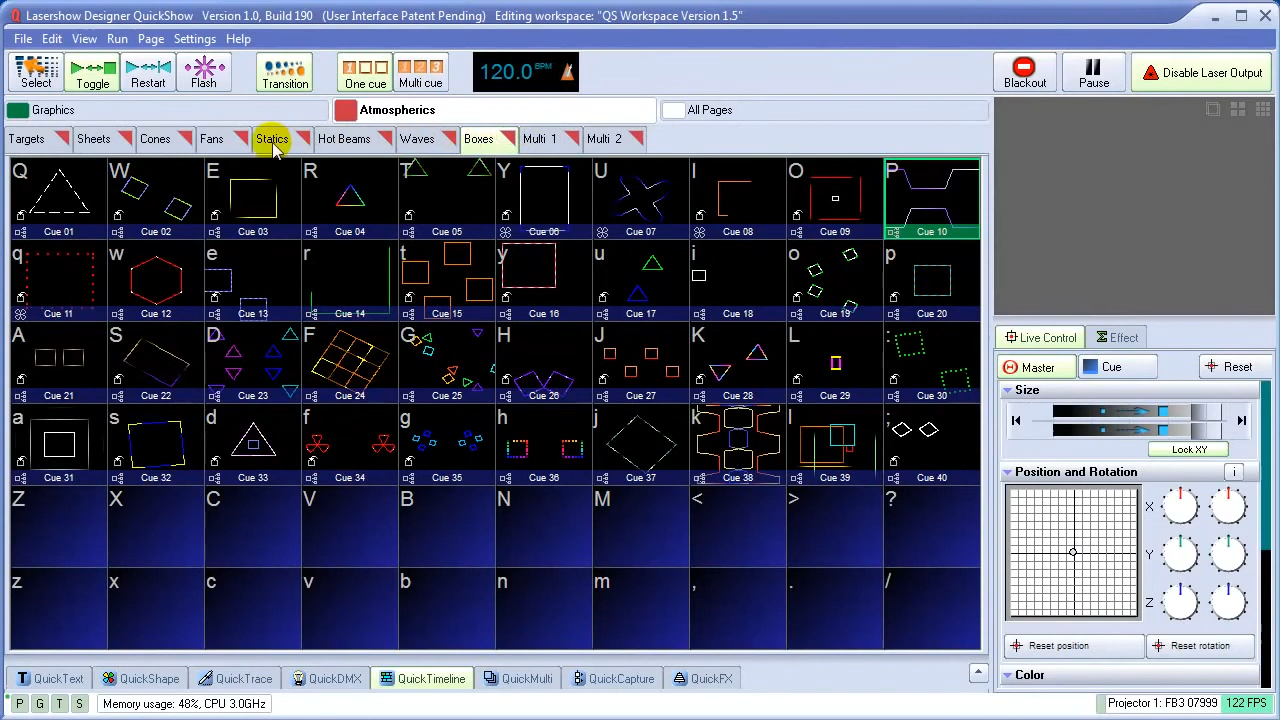 Lasershow Designer QuickShow    Version 1.0, Build 190    (User Interface Patent Pending)    Editing workspace: "QS Workspace Version 1.5"
File Edit View Run Page Settings Help
Select Toggle Restart Flash Transition One cue Multi cue 120.0 BPM Blackout Pause Disable Laser Output
Graphics Atmospherics All Pages
Targets Sheets Cones Fans Statics Hot Beams Waves Boxes Multi 1 Multi 2
Q W E R T Y U I O P
Cue 01 Cue 02 Cue 03 Cue 04 Cue 05 Cue 06 Cue 07 Cue 08 Cue 09 Cue 10
q w e r t y u i o p
Cue 11 Cue 12 Cue 13 Cue 14 Cue 15 Cue 16 Cue 17 Cue 18 Cue 19 Cue 20
A S D F G H J K L :
Cue 21 Cue 22 Cue 23 Cue 24 Cue 25 Cue 26 Cue 27 Cue 28 Cue 29 Cue 30
a s d f g h j k l ;
Cue 31 Cue 32 Cue 33 Cue 34 Cue 35 Cue 36 Cue 37 Cue 38 Cue 39 Cue 40
Z X C V B N M < > ?
z x c v b n m , . /
Live Control Effect
Master Cue Reset
Size
Lock XY
Position and Rotation i
X
Y
Z
Reset position Reset rotation
Color
QuickText QuickShape QuickTrace QuickDMX QuickTimeline QuickMulti QuickCapture QuickFX
P G T S Memory usage: 48%, CPU 3.0GHz Projector 1: FB3 07999 122 FPS